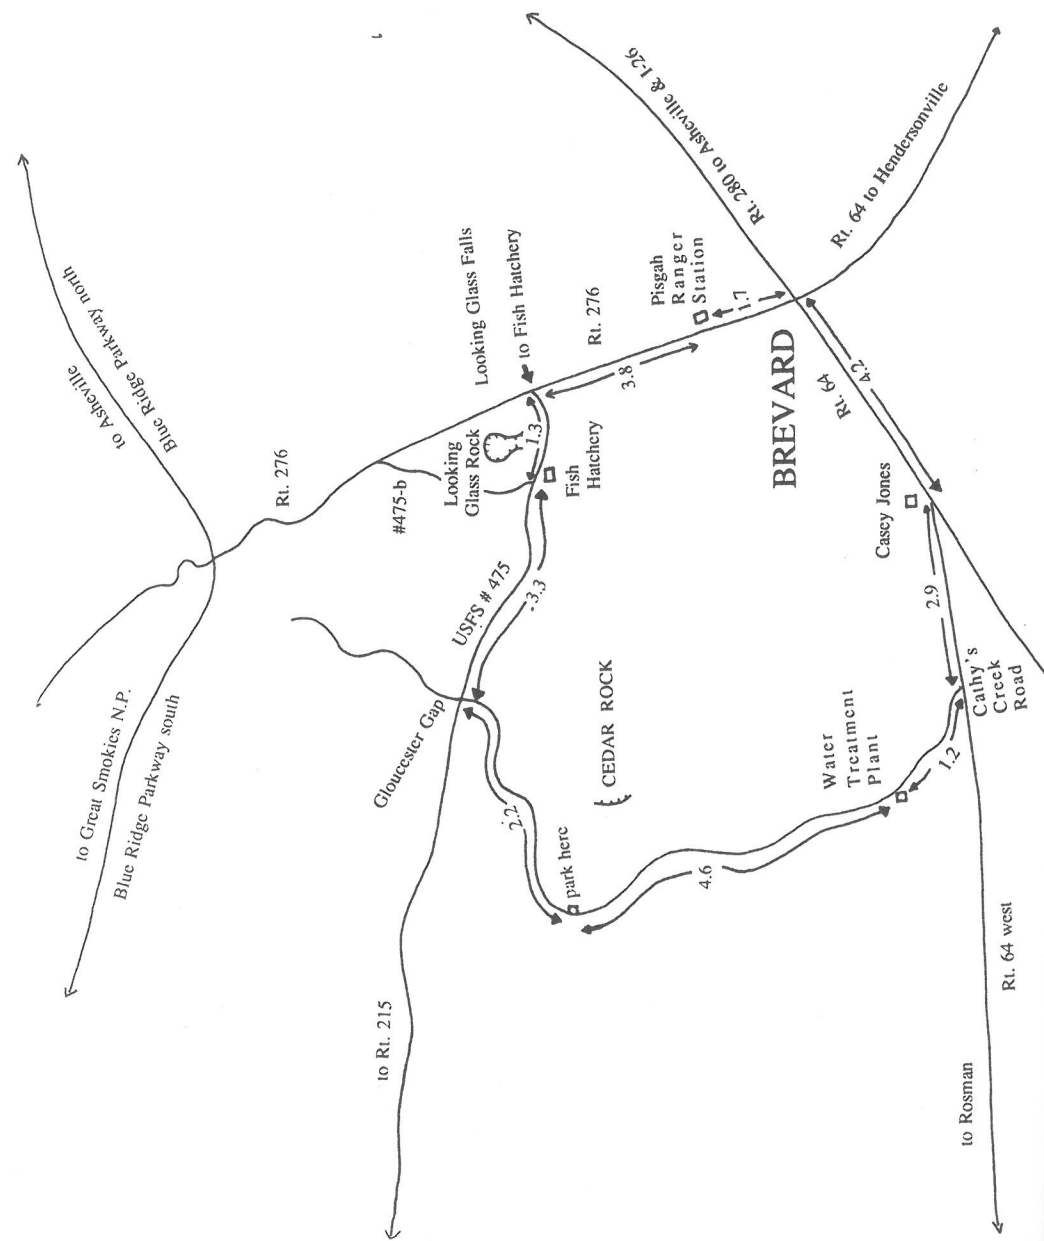 Rt. 280 to Asheville & I-26
Rt. 64 to Hendersonville
Blue Ridge Parkway north
to Asheville
Looking Glass Falls
to Fish Hatchery
Pisgah
Ranger
Station
1.7
Rt. 276
3.8
BREVARD
4.2
Rt. 64
Rt. 276
#475-b
Looking
Glass Rock
1.3
Fish
Hatchery
Casey Jones
USFS # 475
3.3
2.9
to Great Smokies N.P.
Blue Ridge Parkway south
Gloucester Gap
CEDAR ROCK
Water
Treatment
Plant
Cathy's
Creek
Road
1.2
2.2
park here
4.6
Rt. 64 west
to Rt. 215
to Rosman